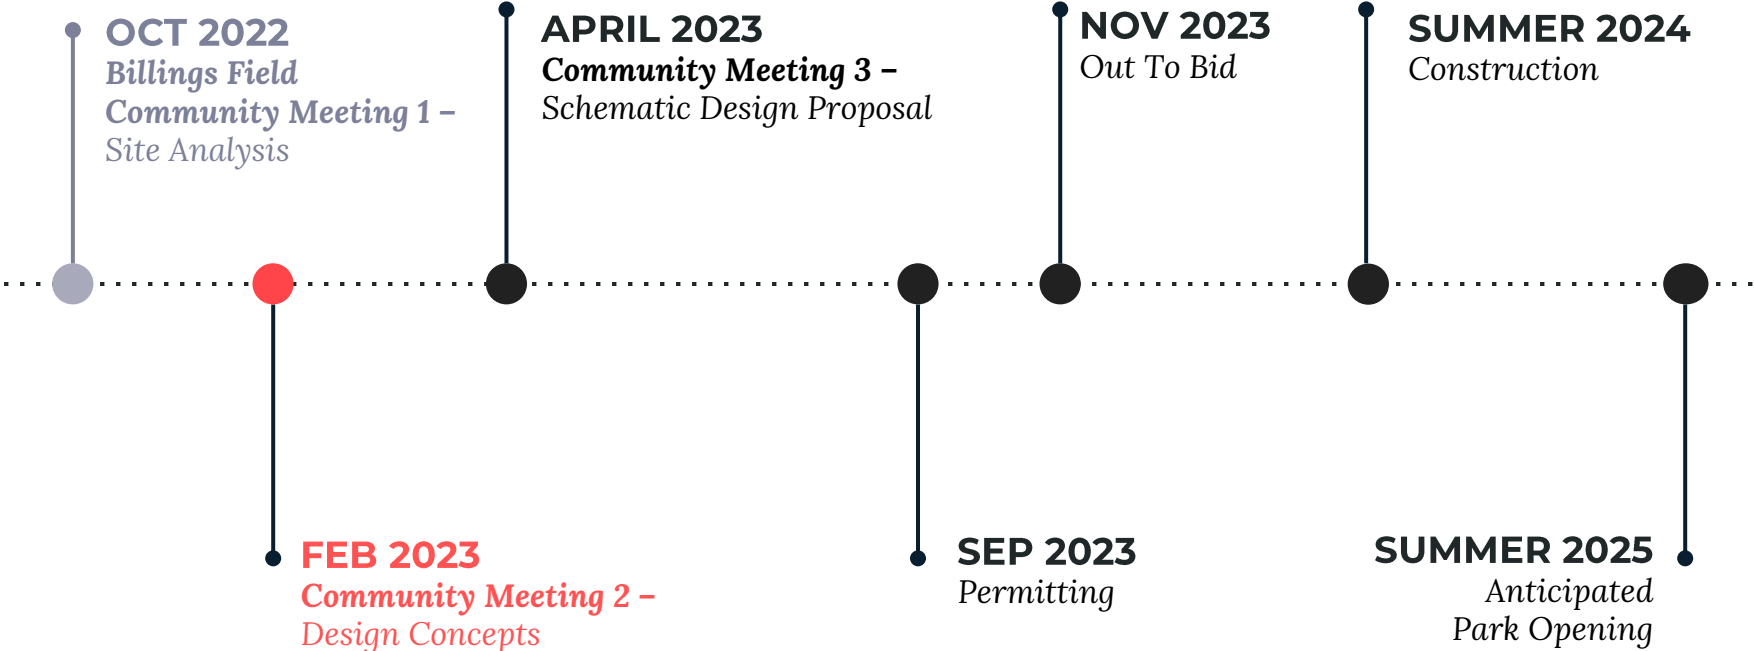 OCT 2022
Billings Field
Community Meeting 1 –
Site Analysis
APRIL 2023
Community Meeting 3 –
Schematic Design Proposal
NOV 2023
Out To Bid
SUMMER 2024
Construction
FEB 2023
Community Meeting 2 –
Design Concepts
SEP 2023
Permitting
SUMMER 2025
Anticipated
Park Opening